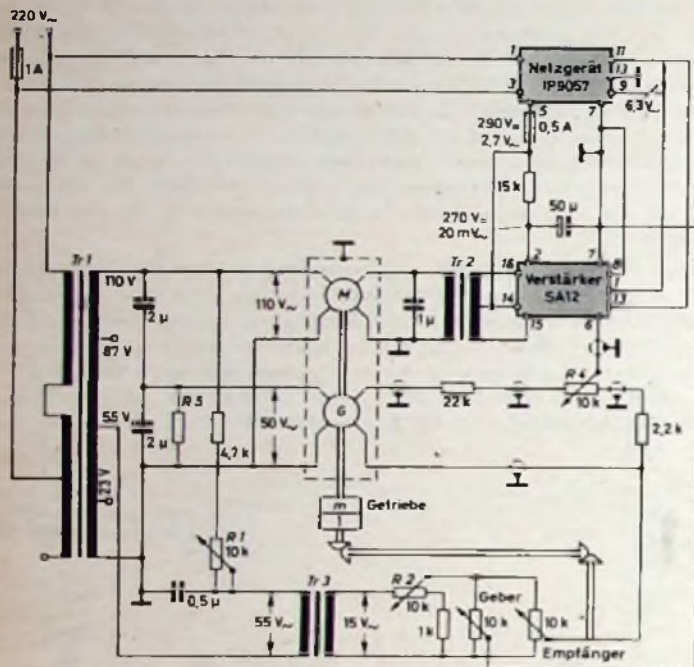 220 V~
1 A
1
11
Netzgerät
IP9057
13
3
9
6,3V~
5
7
290 V=
2,7 V~
0,5 A
15 k
50 µ
270 V=
20 mV~
Tr 1
110 V
2 µ
87 V
55 V
2 µ
23 V
R 5
4,7 k
110 V~
50 V~
M
G
1 µ
Tr 2
16
14
15
2
7
8
1
13
6
Verstärker
SA12
22 k
R 4
10 k
2,2 k
m
1
Getriebe
R 1
10 k
0,5 µ
55 V~
Tr 3
15 V~
R 2
10 k
1 k
Geber
10 k
10 k
Empfänger